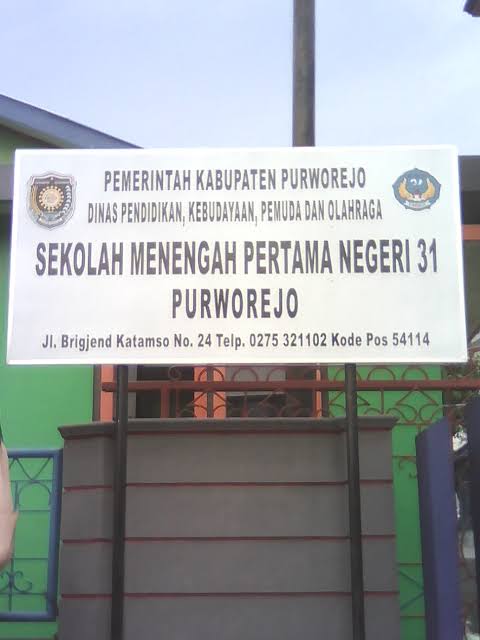 PEMERINTAH KABUPATEN PURWOREJO
DINAS PENDIDIKAN, KEBUDAYAAN, PEMUDA DAN OLAHRAGA
SEKOLAH MENENGAH PERTAMA NEGERI 31
PURWOREJO
Jl. Brigjend Katamso No. 24 Telp. 0275 321102 Kode Pos 54114